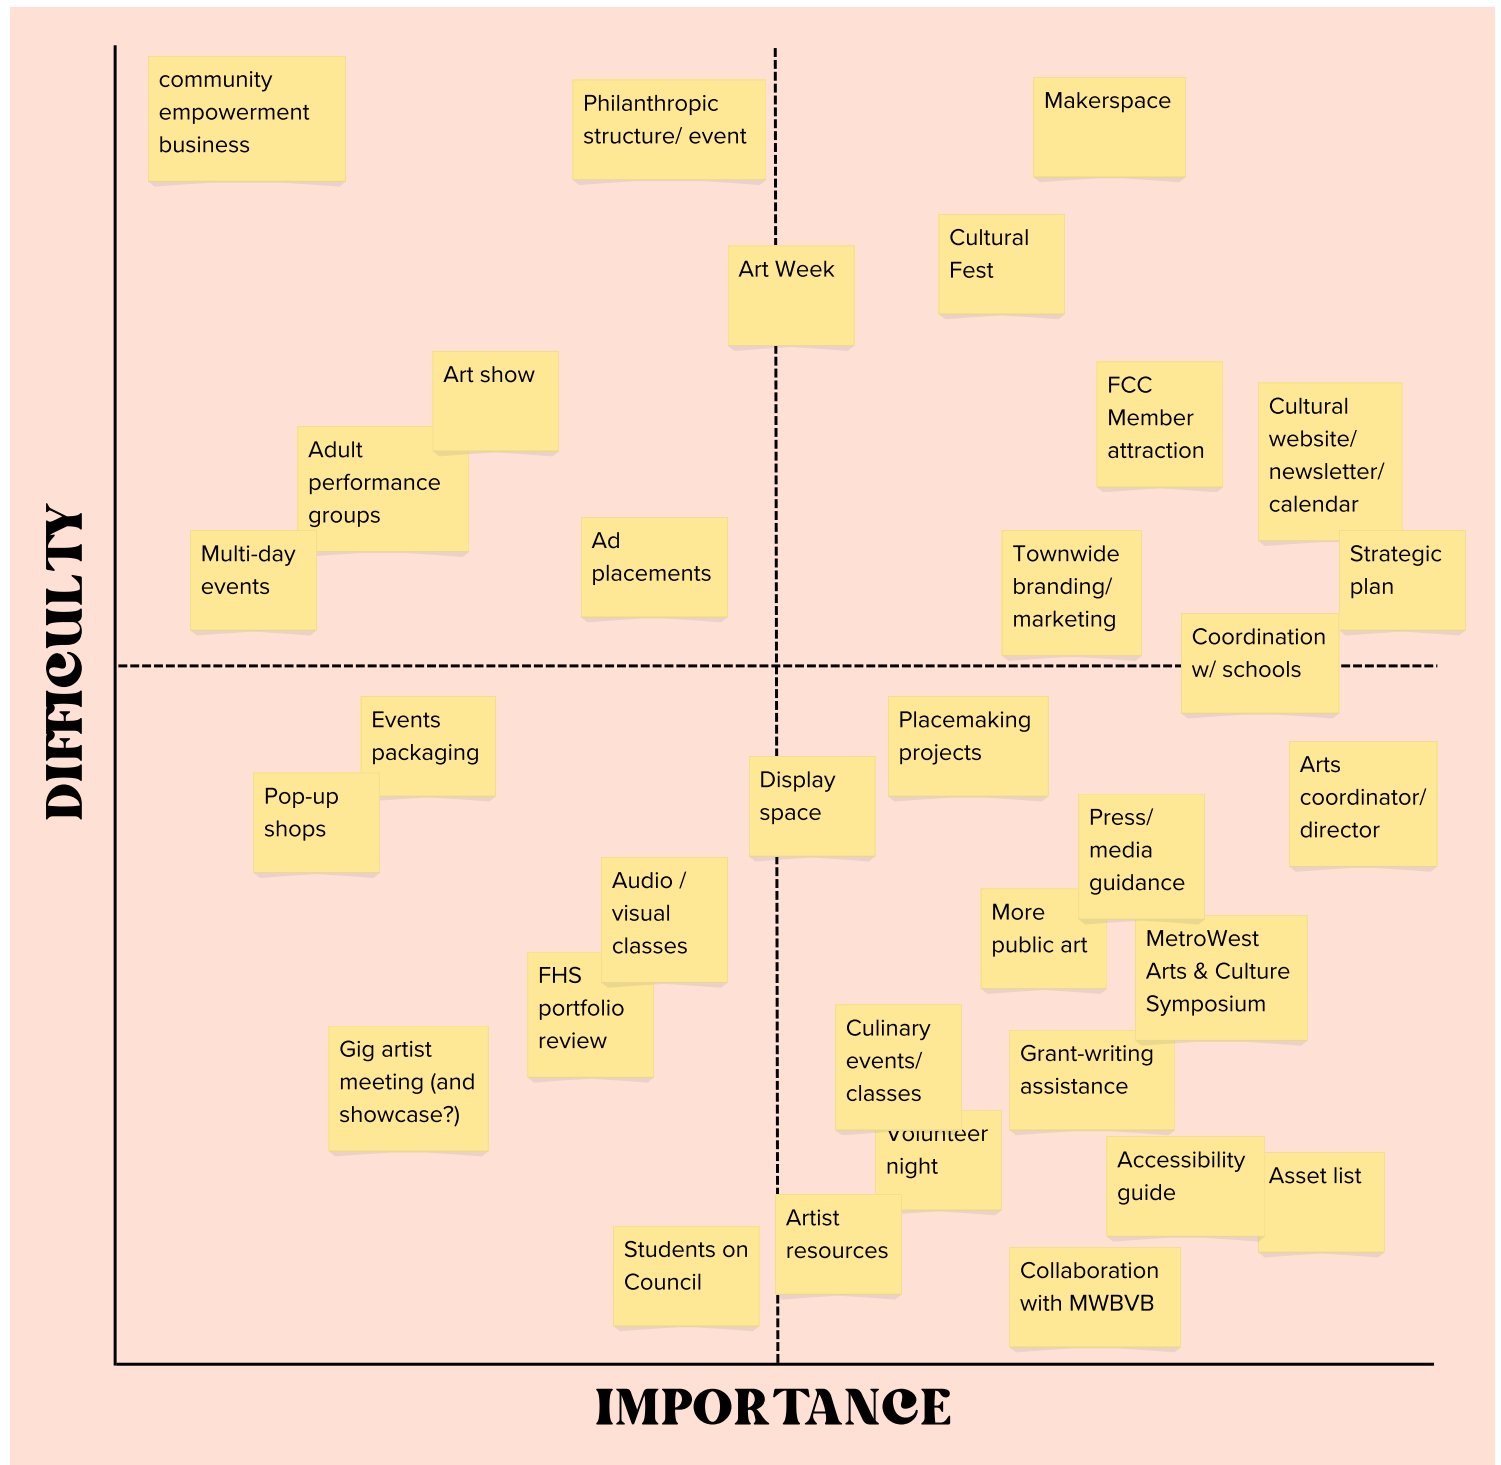 community
empowerment
business
Philanthropic
structure/ event
Makerspace
Cultural
Fest
Art Week
Art show
FCC
Member
attraction
Cultural
website/
newsletter/
calendar
Adult
performance
groups
Multi-day
events
Ad
placements
Townwide
branding/
marketing
Strategic
plan
Coordination
w/ schools
DIFFICULTY
Events
packaging
Placemaking
projects
Pop-up
shops
Display
space
Arts
coordinator/
director
Press/
media
guidance
Audio /
visual
classes
More
public art
MetroWest
Arts & Culture
Symposium
FHS
portfolio
review
Gig artist
meeting (and
showcase?)
Culinary
events/
classes
Grant-writing
assistance
Volunteer
night
Accessibility
guide
Asset list
Artist
resources
Students on
Council
Collaboration
with MWBVB
IMPORTANCE